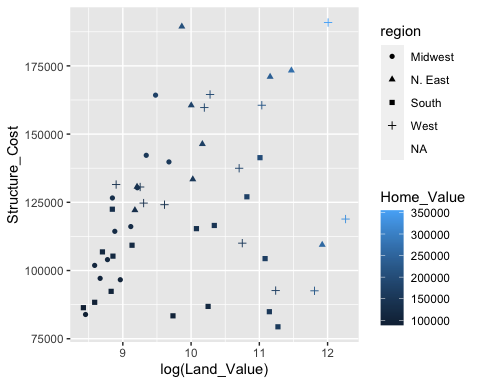 175000
150000
125000
100000
75000
Structure_Cost
9
10
11
12
log(Land_Value)
region
Midwest
N. East
South
West
NA
Home_Value
350000
300000
250000
200000
150000
100000